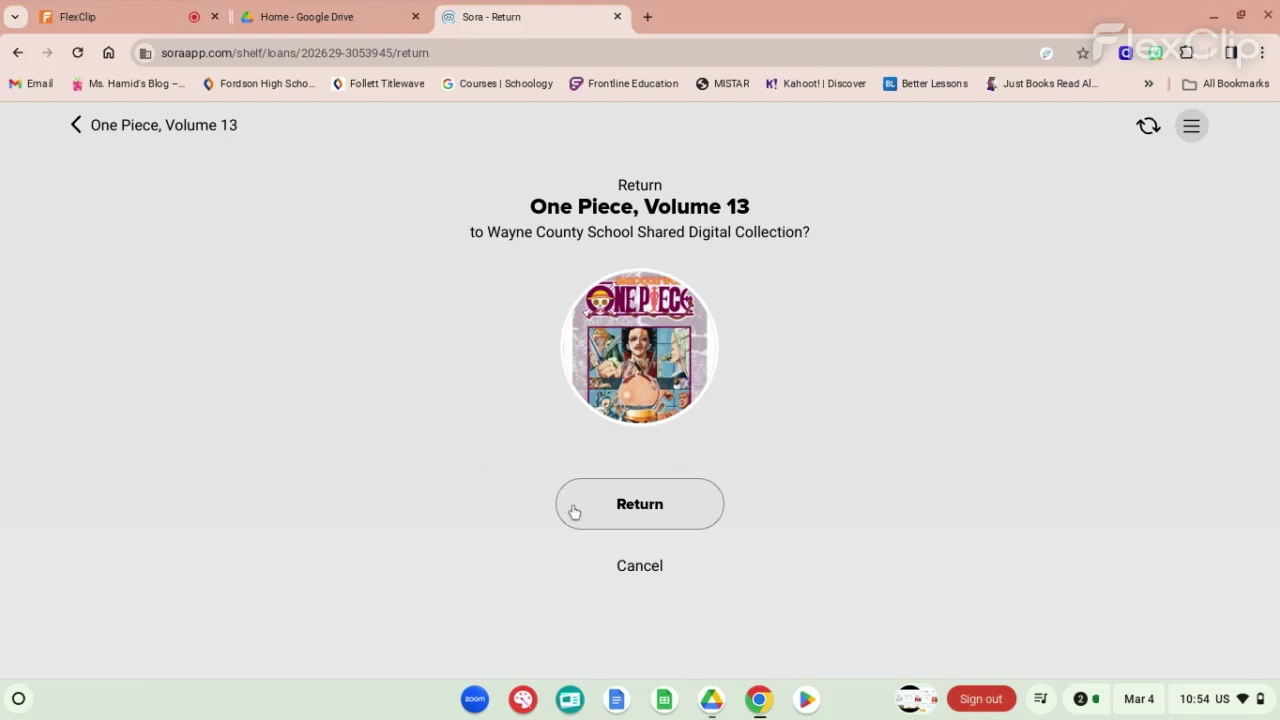 FlexClip
Home - Google Drive
Sora - Return
soraapp.com/shelf/loans/202629-3053945/return
FlexClip
Email
Ms. Hamid's Blog –...
Fordson High Scho...
Follett Titlewave
Courses | Schoology
Frontline Education
MISTAR
Kahoot! | Discover
BL Better Lessons
Just Books Read Al...
All Bookmarks
One Piece, Volume 13
Return
One Piece, Volume 13
to Wayne County School Shared Digital Collection?
ONE PIECE
Return
Cancel
zoom
Sign out
2
Mar 4
10:54 US